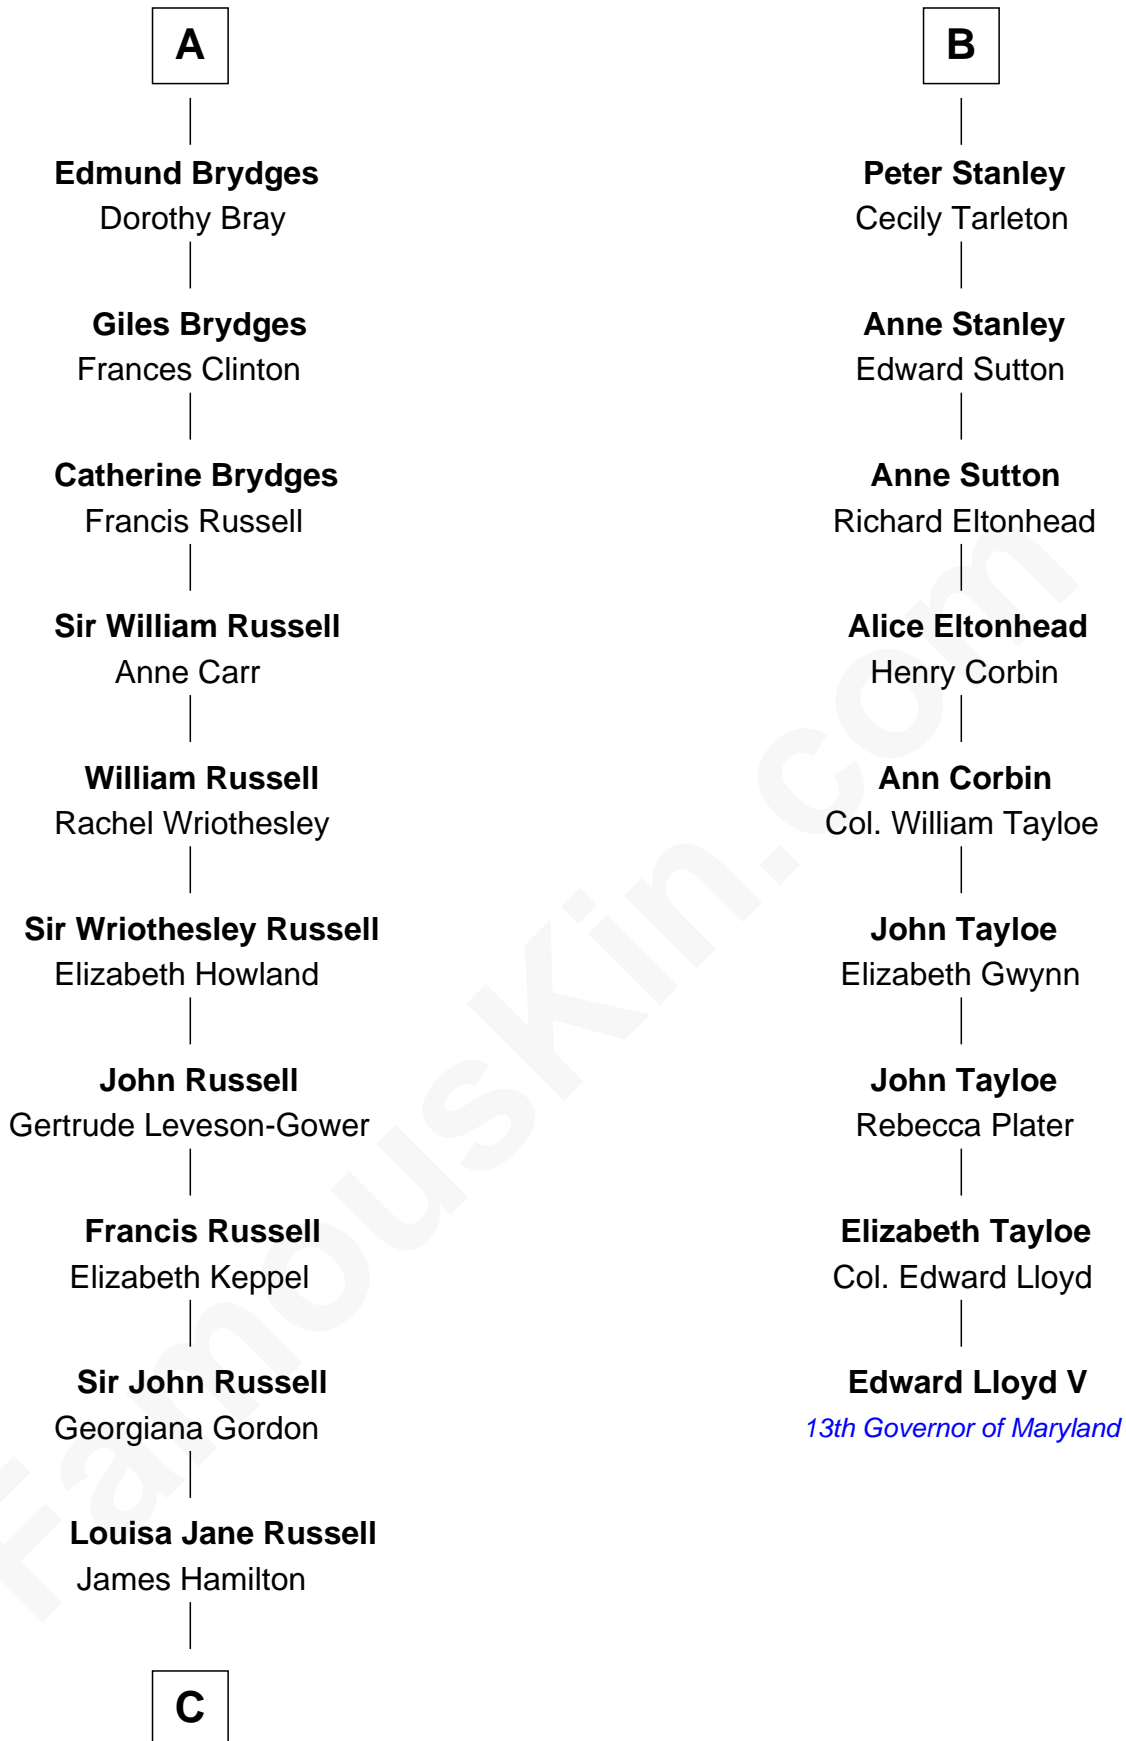 A
Edmund Brydges
Dorothy Bray
Giles Brydges
Frances Clinton
Catherine Brydges
Francis Russell
Sir William Russell
Anne Carr
William Russell
Rachel Wriothesley
Sir Wriothesley Russell
Elizabeth Howland
John Russell
Gertrude Leveson-Gower
Francis Russell
Elizabeth Keppel
Sir John Russell
Georgiana Gordon
Louisa Jane Russell
James Hamilton
C
B
Peter Stanley
Cecily Tarleton
Anne Stanley
Edward Sutton
Anne Sutton
Richard Eltonhead
Alice Eltonhead
Henry Corbin
Ann Corbin
Col. William Tayloe
John Tayloe
Elizabeth Gwynn
John Tayloe
Rebecca Plater
Elizabeth Tayloe
Col. Edward Lloyd
Edward Lloyd V
13th Governor of Maryland
FamousKin.com